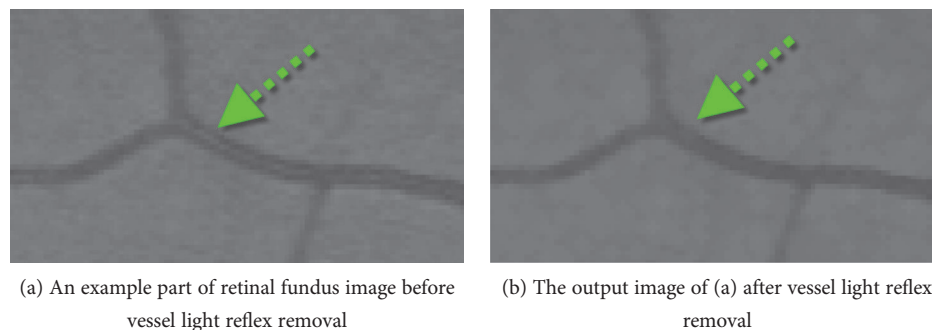 (a) An example part of retinal fundus image before
vessel light reflex removal
(b) The output image of (a) after vessel light reflex
removal